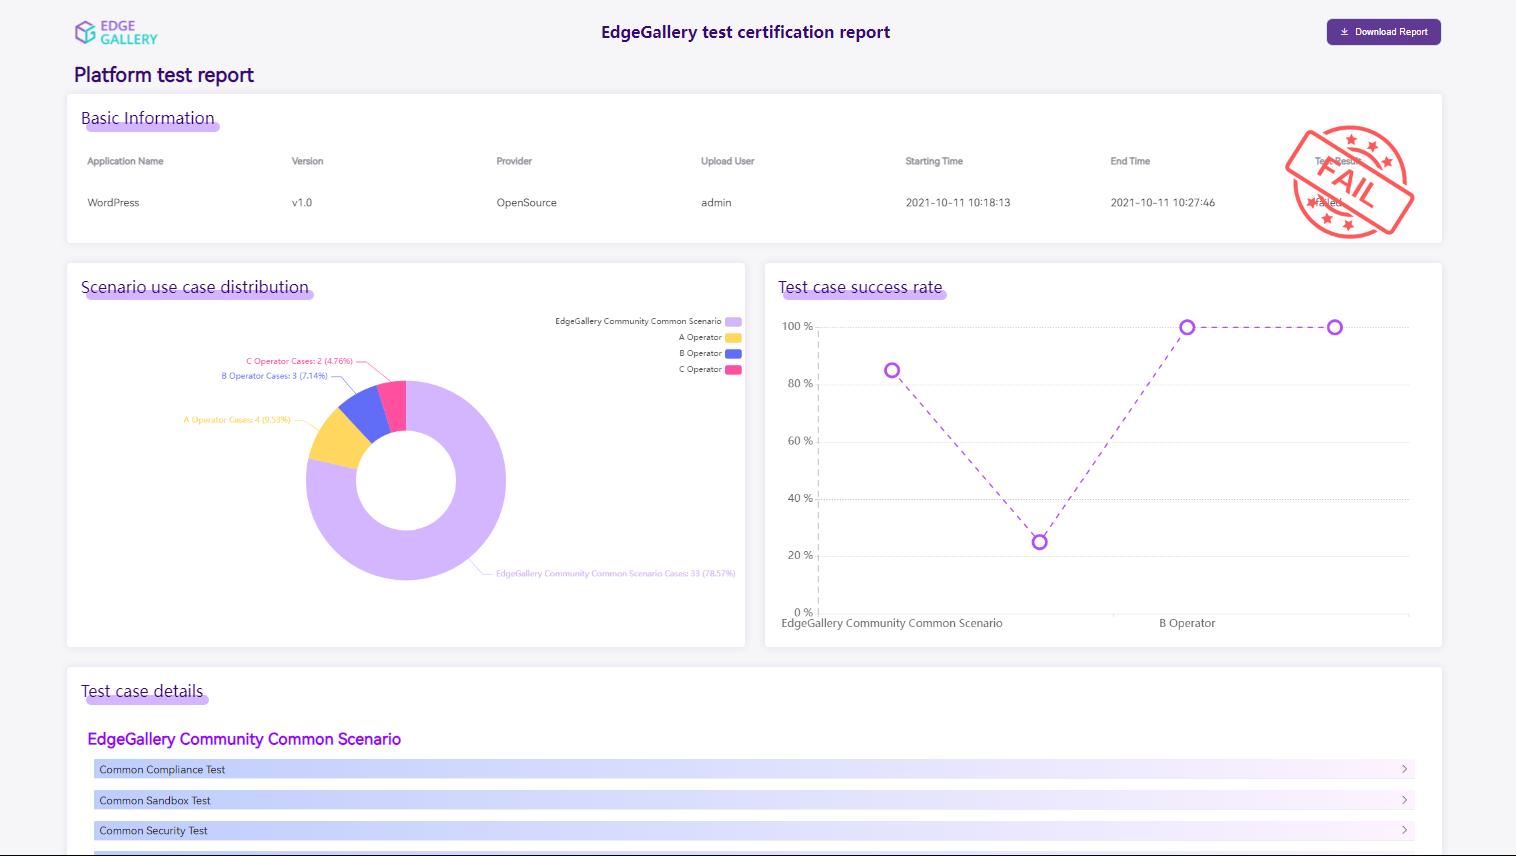 EDGE
GALLERY
EdgeGallery test certification report
Download Report
Platform test report
Basic Information
Application Name Version Provider Upload User Starting Time End Time Test Result
WordPress v1.0 OpenSource admin 2021-10-11 10:18:13 2021-10-11 10:27:46 failed
FAIL
Scenario use case distribution
EdgeGallery Community Common Scenario
A Operator
B Operator
C Operator
C Operator Cases: 2 (4.76%)
B Operator Cases: 3 (7.14%)
A Operator Cases: 4 (9.53%)
EdgeGallery Community Common Scenario Cases: 33 (78.57%)
Test case success rate
100 %
80 %
60 %
40 %
20 %
0 %
EdgeGallery Community Common Scenario B Operator
Test case details
EdgeGallery Community Common Scenario
Common Compliance Test
Common Sandbox Test
Common Security Test